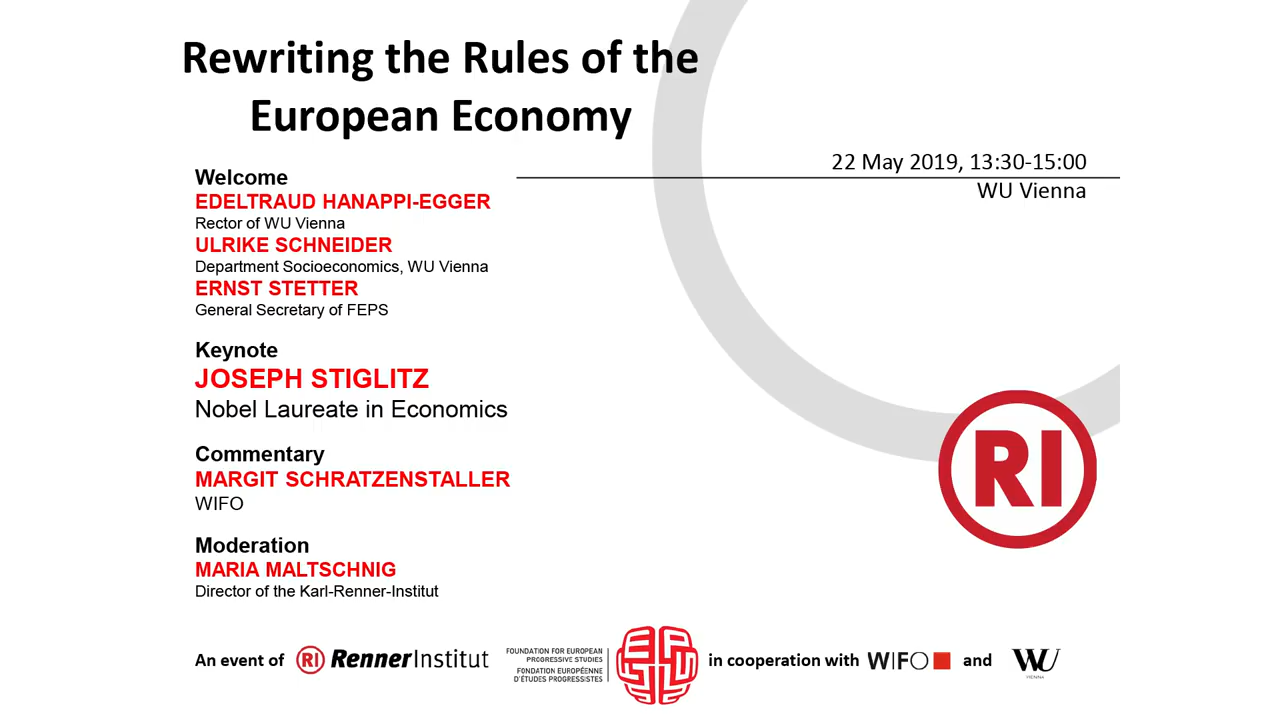 Rewriting the Rules of the
European Economy
22 May 2019, 13:30-15:00
WU Vienna
Welcome
EDELTRAUD HANAPPI-EGGER
Rector of WU Vienna
ULRIKE SCHNEIDER
Department Socioeconomics, WU Vienna
ERNST STETTER
General Secretary of FEPS
Keynote
JOSEPH STIGLITZ
Nobel Laureate in Economics
Commentary
MARGIT SCHRATZENSTALLER
WIFO
Moderation
MARIA MALTSCHNIG
Director of the Karl-Renner-Institut
RI
An event of
RI RennerInstitut
FOUNDATION FOR EUROPEAN
PROGRESSIVE STUDIES
FONDATION EUROPÉENNE
D'ÉTUDES PROGRESSISTES
FEPS
in cooperation with WIFO and WU
VIENNA